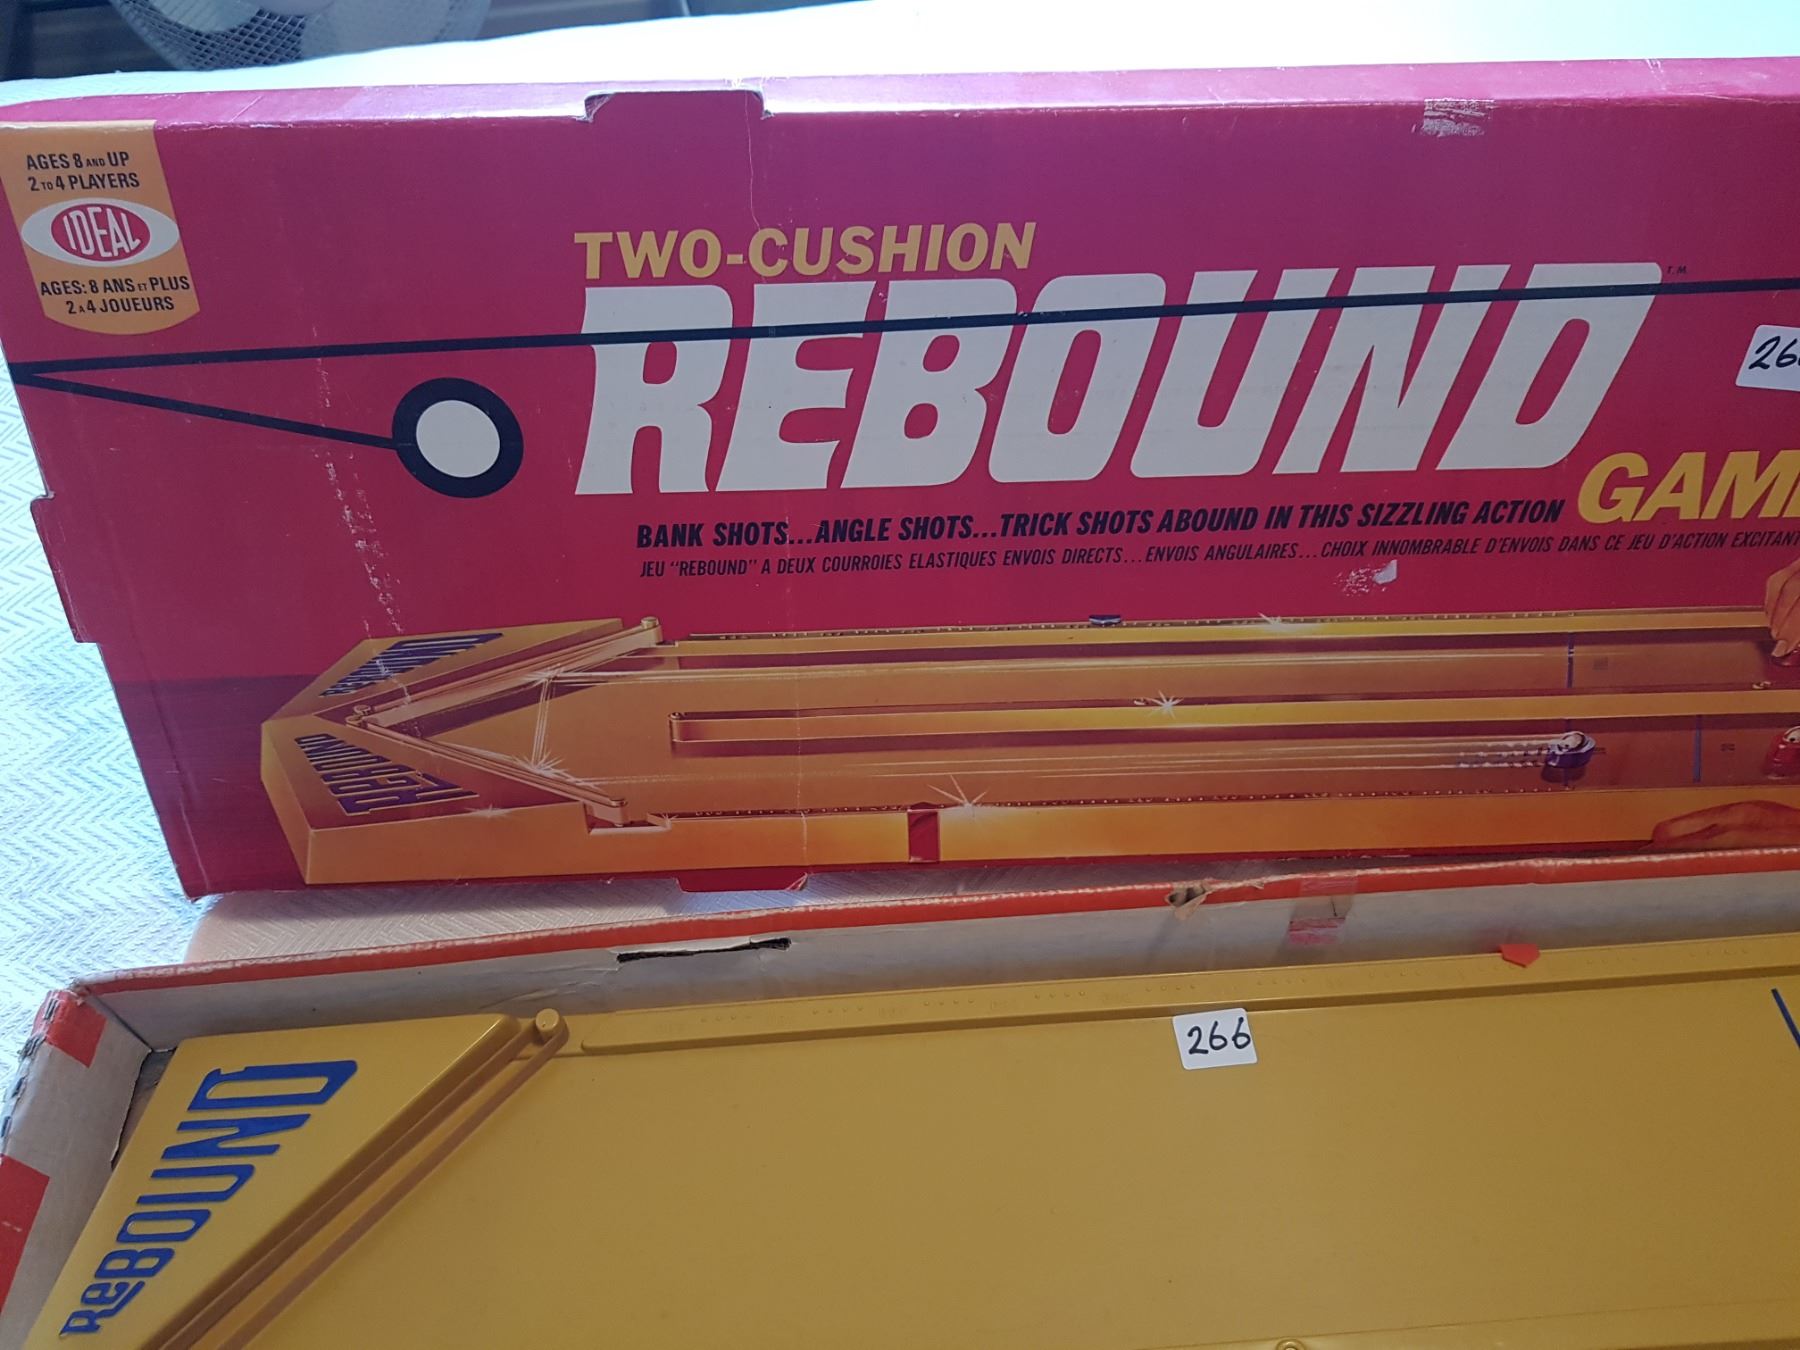 AGES 8 AND UP
2 TO 4 PLAYERS
IDEAL
AGES: 8 ANS ET PLUS
2 A 4 JOUEURS
TWO-CUSHION
REBOUND T.M.
GAM
BANK SHOTS...ANGLE SHOTS...TRICK SHOTS ABOUND IN THIS SIZZLING ACTION
JEU "REBOUND" A DEUX COURROIES ELASTIQUES ENVOIS DIRECTS...ENVOIS ANGULAIRES...CHOIX INNOMBRABLE D'ENVOIS DANS CE JEU D'ACTION EXCITANT
26
REBOUND
REBOUND
266
ReBOUND